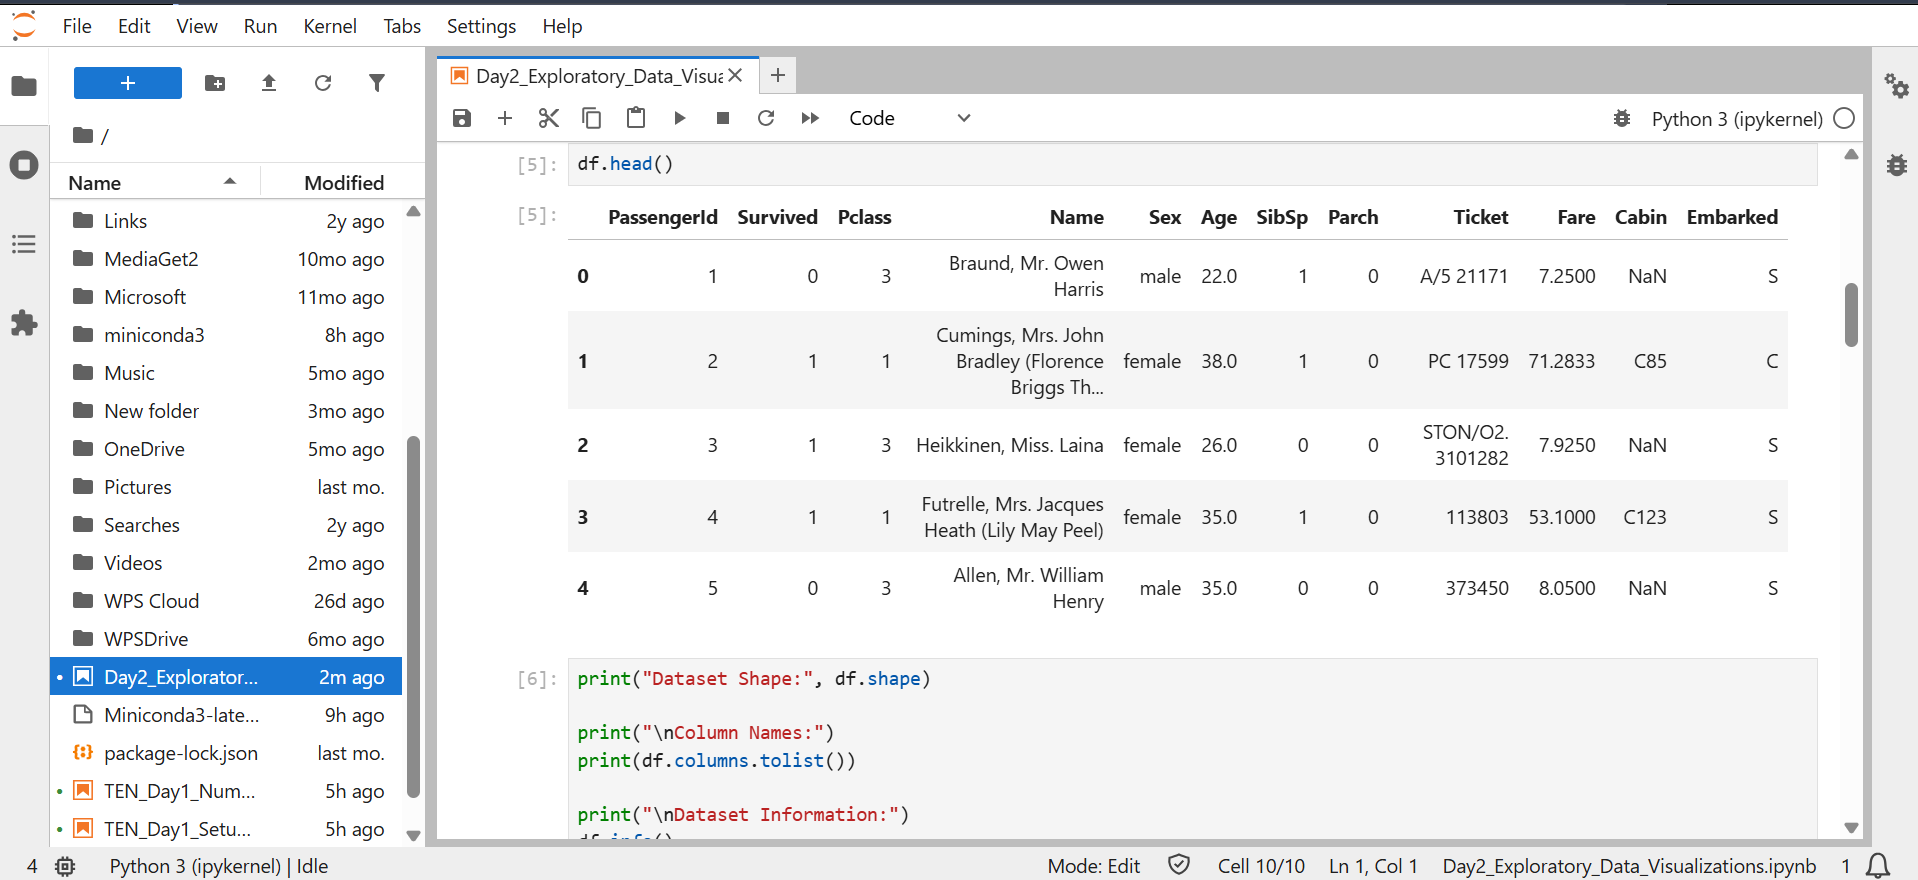 File Edit View Run Kernel Tabs Settings Help
/
Name Modified
Links 2y ago
MediaGet2 10mo ago
Microsoft 11mo ago
miniconda3 8h ago
Music 5mo ago
New folder 3mo ago
OneDrive 5mo ago
Pictures last mo.
Searches 2y ago
Videos 2mo ago
WPS Cloud 26d ago
WPSDrive 6mo ago
Day2_Explorator... 2m ago
Miniconda3-late... 9h ago
package-lock.json last mo.
TEN_Day1_Num... 5h ago
TEN_Day1_Setu... 5h ago
Day2_Exploratory_Data_Visua
Code
Python 3 (ipykernel)
[5]: df.head()
[5]: PassengerId Survived Pclass Name Sex Age SibSp Parch Ticket Fare Cabin Embarked
0 1 0 3 Braund, Mr. Owen Harris male 22.0 1 0 A/5 21171 7.2500 NaN S
1 2 1 1 Cumings, Mrs. John Bradley (Florence Briggs Th... female 38.0 1 0 PC 17599 71.2833 C85 C
2 3 1 3 Heikkinen, Miss. Laina female 26.0 0 0 STON/O2. 3101282 7.9250 NaN S
3 4 1 1 Futrelle, Mrs. Jacques Heath (Lily May Peel) female 35.0 1 0 113803 53.1000 C123 S
4 5 0 3 Allen, Mr. William Henry male 35.0 0 0 373450 8.0500 NaN S
[6]: print("Dataset Shape:", df.shape)
print("\nColumn Names:")
print(df.columns.tolist())
print("\nDataset Information:")
df.info()
4 Python 3 (ipykernel) | Idle Mode: Edit Cell 10/10 Ln 1, Col 1 Day2_Exploratory_Data_Visualizations.ipynb 1